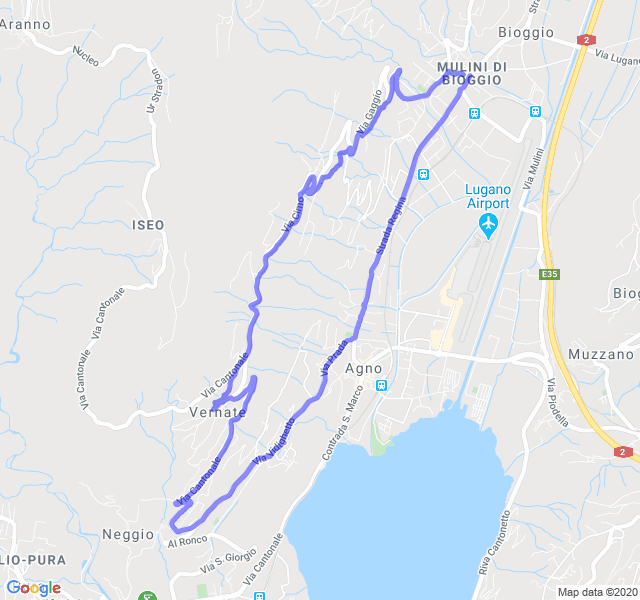 Aranno
Nucleo
Ur Stradon
Bioggio
2
Via Lugano
MULINI DI
BIOGGIO
Via Gaggio
Via Mulini
Lugano
Airport
ISEO
Via Cimo
Strada Regina
E35
Via Cantonale
Via Cantonale
Via Cantonale
Via Prada
Agno
Muzzano
Via Piodella
Vernate
Contrada S. Marco
Via Vidighetto
2
Via Cantonale
Neggio
Al Ronco
Via S. Giorgio
Via Cantonale
Riva Cantonetto
LIO-PURA
Google
Map data ©2020